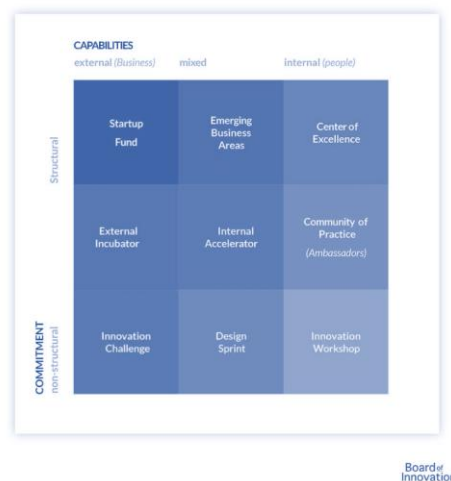 CAPABILITIES
external (Business) mixed internal (people)
Structural
Startup
Fund
Emerging
Business
Areas
Center of
Excellence
External
Incubator
Internal
Accelerator
Community of
Practice
(Ambassadors)
COMMITMENT
non-structural
Innovation
Challenge
Design
Sprint
Innovation
Workshop
Board of
Innovation